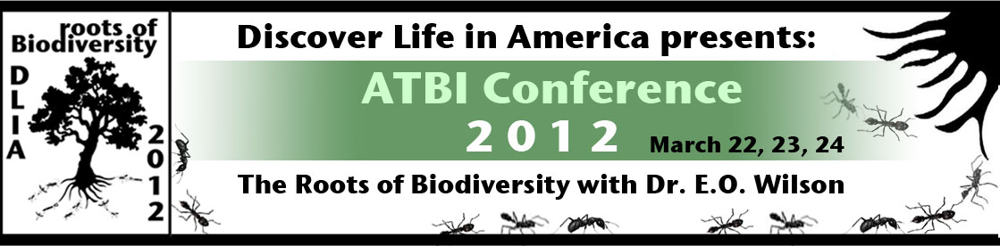 roots of
Biodiversity
DLIA
2012
Discover Life in America presents:
ATBI Conference
2012 March 22, 23, 24
The Roots of Biodiversity with Dr. E.O. Wilson